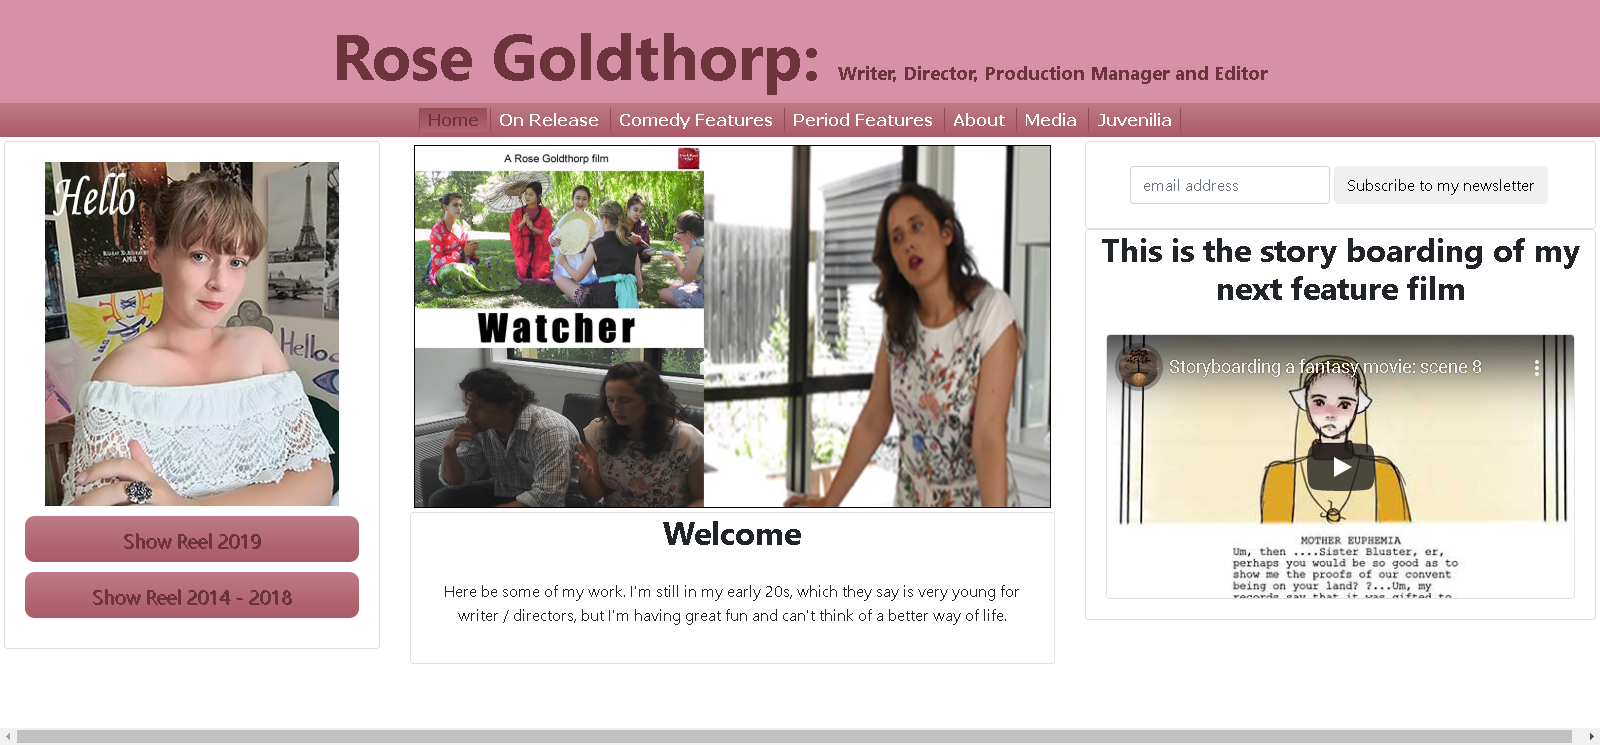 Rose Goldthorp: Writer, Director, Production Manager and Editor
Home On Release Comedy Features Period Features About Media Juvenilia
Hello
APRIL 9
Hello
Show Reel 2019
Show Reel 2014 - 2018
A Rose Goldthorp film
Watcher
Welcome
Here be some of my work. I'm still in my early 20s, which they say is very young for
writer / directors, but I'm having great fun and can't think of a better way of life.
email address Subscribe to my newsletter
This is the story boarding of my
next feature film
Storyboarding a fantasy movie: scene 8
MOTHER EUPHEMIA
Um, then ....Sister Bluster, er,
perhaps you would be so good as to
show me the proofs of our convent
being on your land? ?...Um, my
records say that it was gifted to